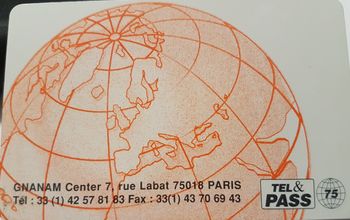 GNANAM Center 7, rue Labat 75018 PARIS
Tél : 33 (1) 42 57 81 83 Fax : 33(1) 43 70 69 43
TEL &
PASS
75